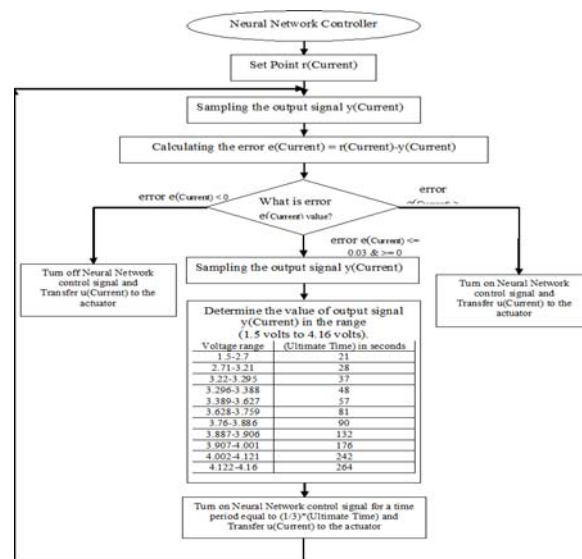 Neural Network Controller
Set Point r(Current)
Sampling the output signal y(Current)
Calculating the error e(Current) = r(Current)-y(Current)
What is error
e(Current) value?
error e(Current) < 0
error
error e(Current) <=
0.03 & >= 0
Turn off Neural Network
control signal and
Transfer u(Current) to the
actuator
Sampling the output signal y(Current)
Turn on Neural Network
control signal and
Transfer u(Current) to the
actuator
Determine the value of output signal
y(Current) in the range
(1.5 volts to 4.16 volts).
Voltage range (Ultimate Time) in seconds
1.5-2.7 21
2.71-3.21 28
3.22-3.295 37
3.296-3.388 48
3.389-3.627 57
3.628-3.759 81
3.76-3.886 90
3.887-3.906 132
3.907-4.001 176
4.002-4.121 242
4.122-4.16 264
Turn on Neural Network control signal for a time
period equal to (1/3)*(Ultimate Time) and
Transfer u(Current) to the actuator